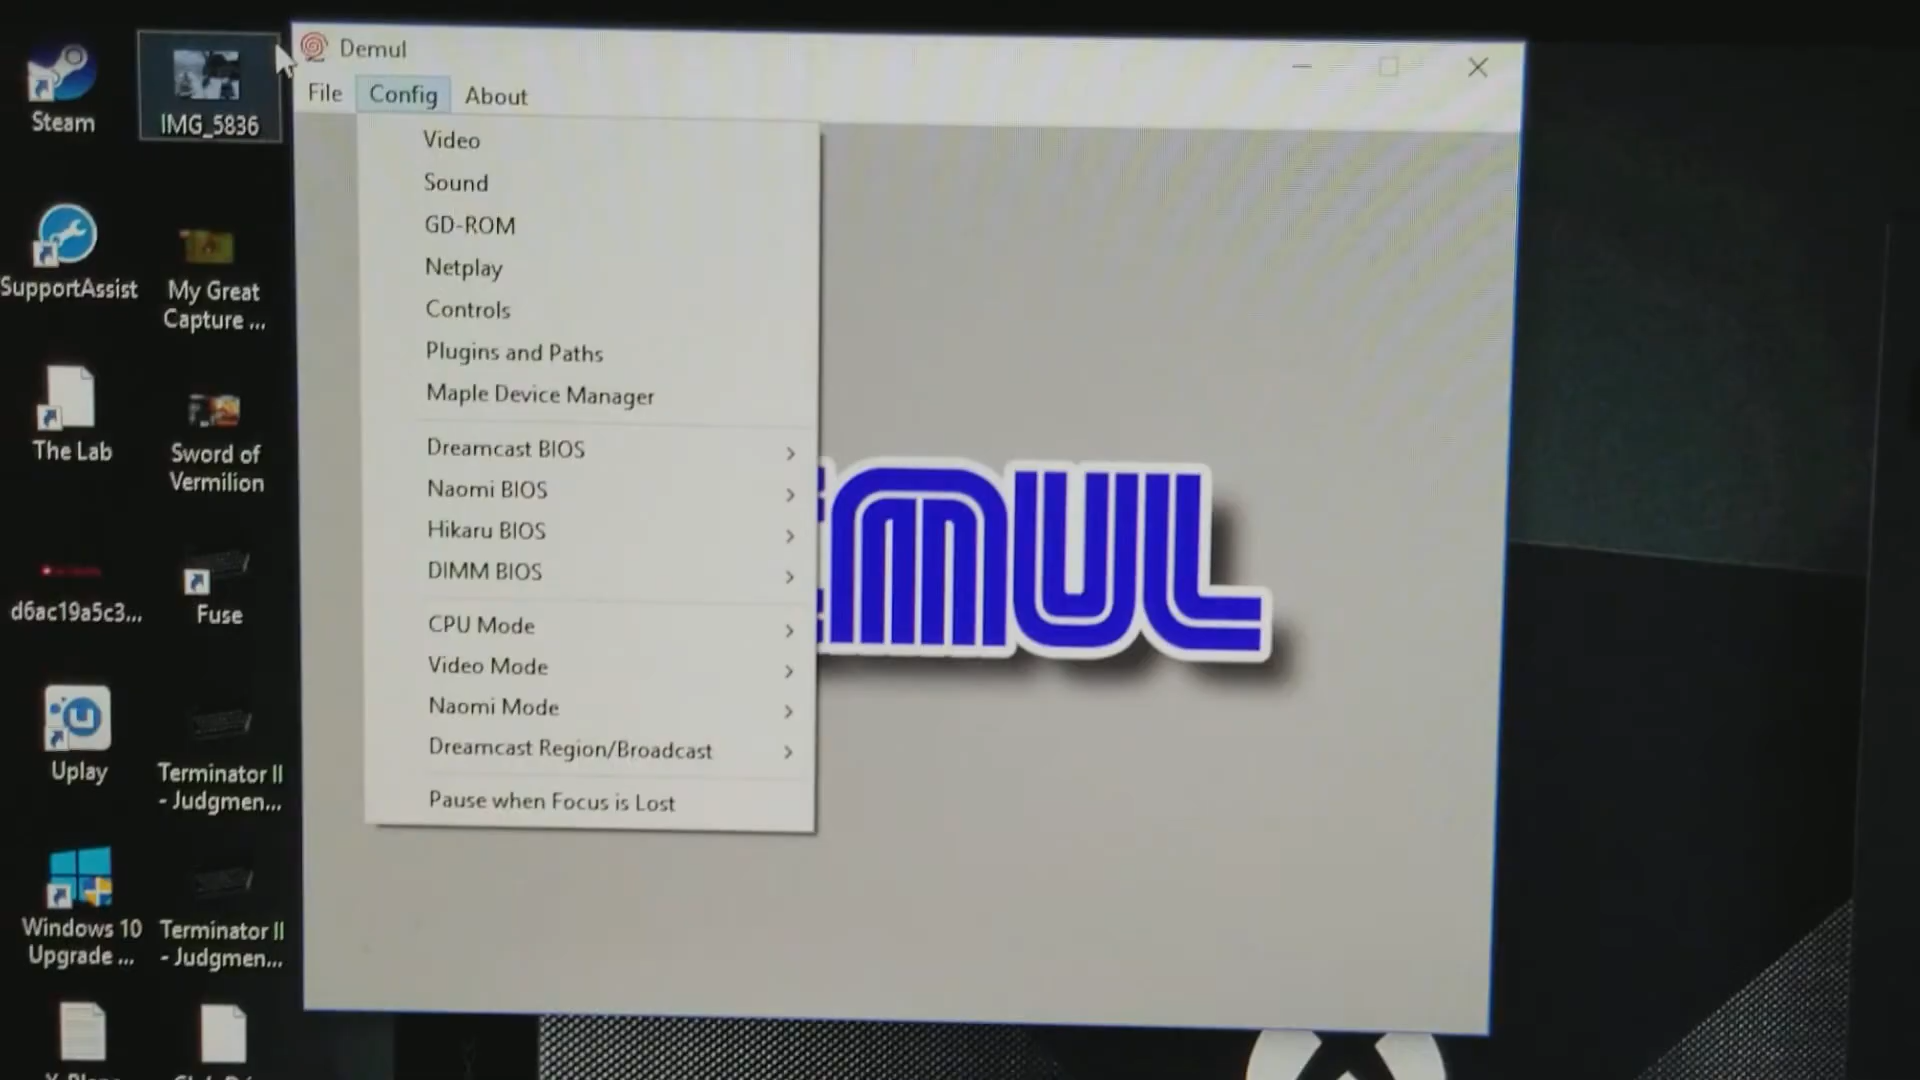 Demul
File Config About
Video
Sound
GD-ROM
Netplay
Controls
Plugins and Paths
Maple Device Manager
Dreamcast BIOS
Naomi BIOS
Hikaru BIOS
DIMM BIOS
CPU Mode
Video Mode
Naomi Mode
Dreamcast Region/Broadcast
Pause when Focus is Lost
Steam
IMG_5836
SupportAssist
My Great
Capture ...
The Lab
Sword of
Vermilion
d6ac19a5c3...
Fuse
Uplay
Terminator II
- Judgmen...
Windows 10
Upgrade ...
Terminator II
- Judgmen...
MUL